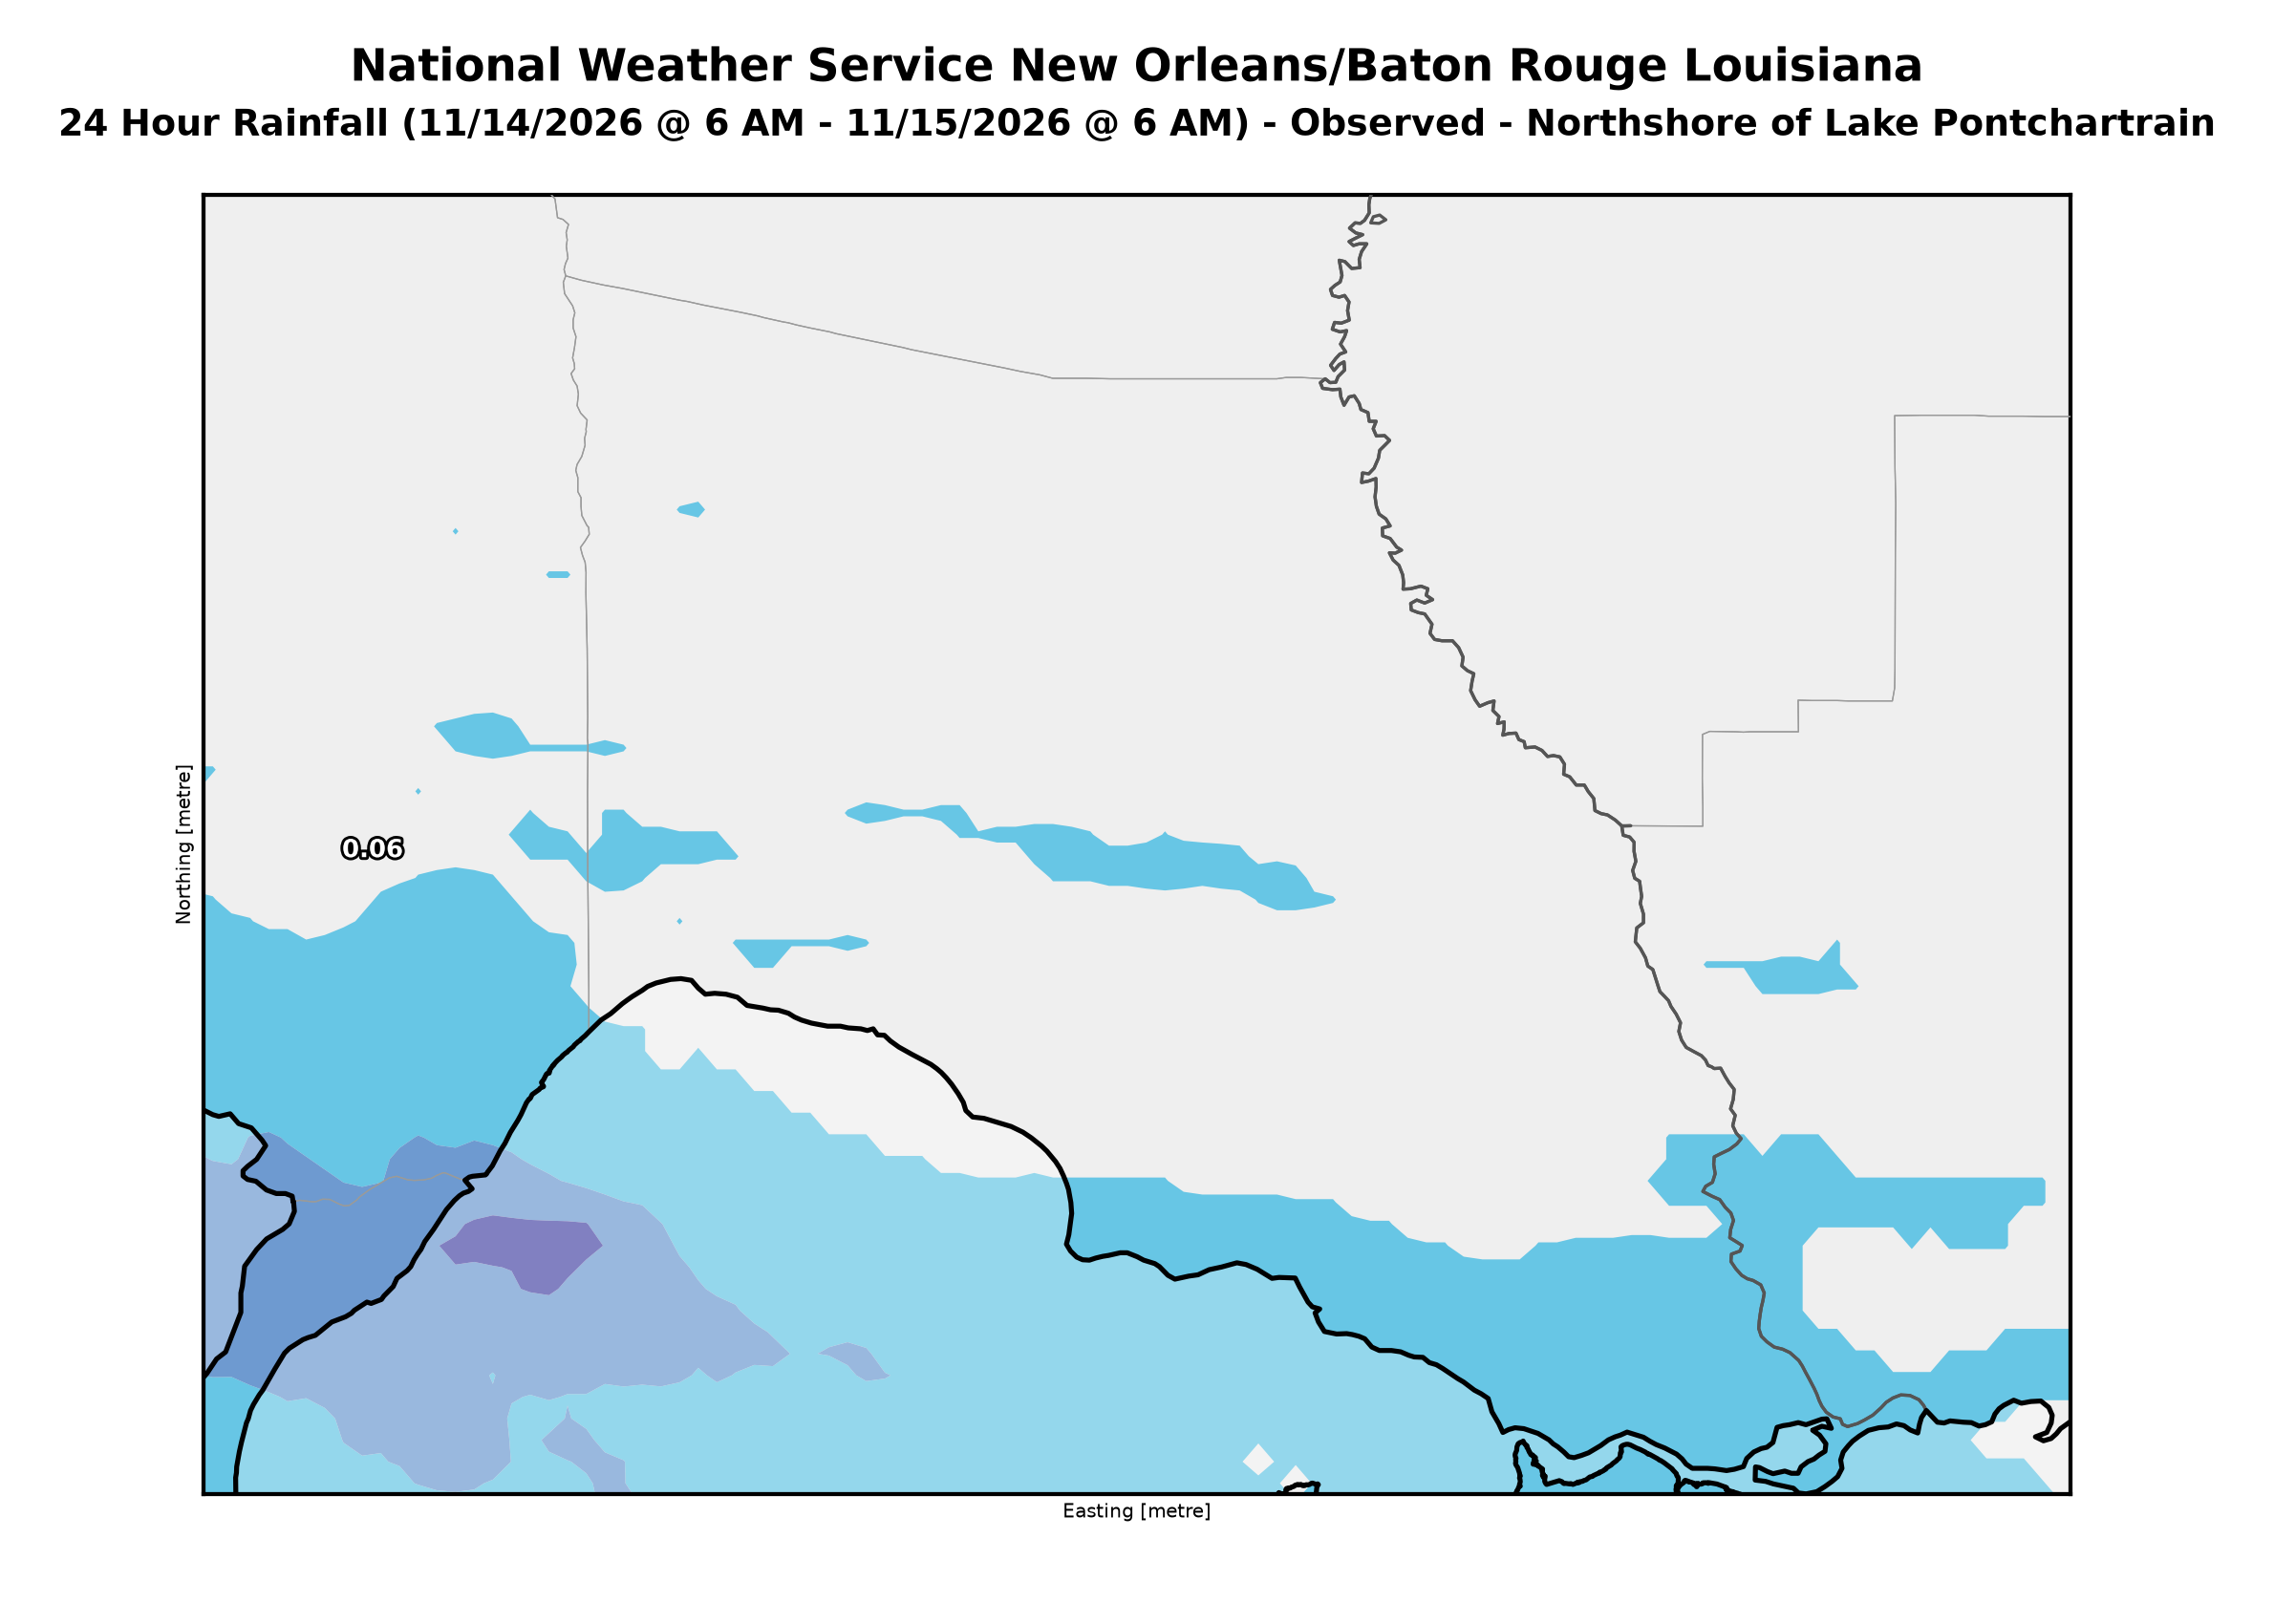 National Weather Service New Orleans/Baton Rouge Louisiana
24 Hour Rainfall (11/14/2026 @ 6 AM - 11/15/2026 @ 6 AM) - Observed - Northshore of Lake Pontchartrain
Northing [metre]
0.06
Easting [metre]